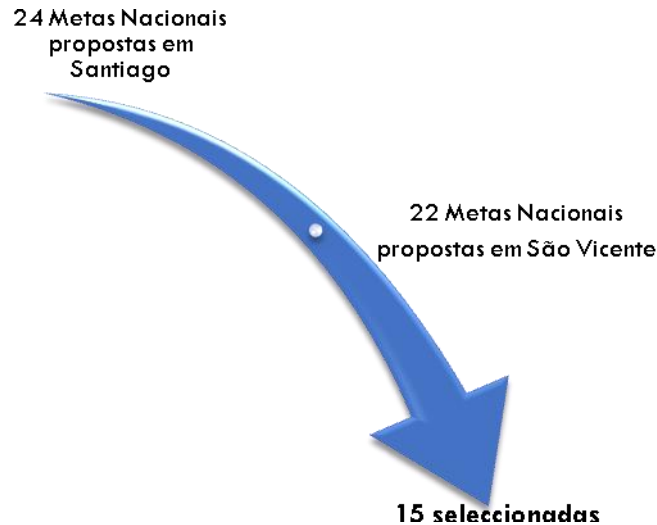 24 Metas Nacionais
propostas em
Santiago
22 Metas Nacionais
propostas em São Vicente
15 seleccionadas